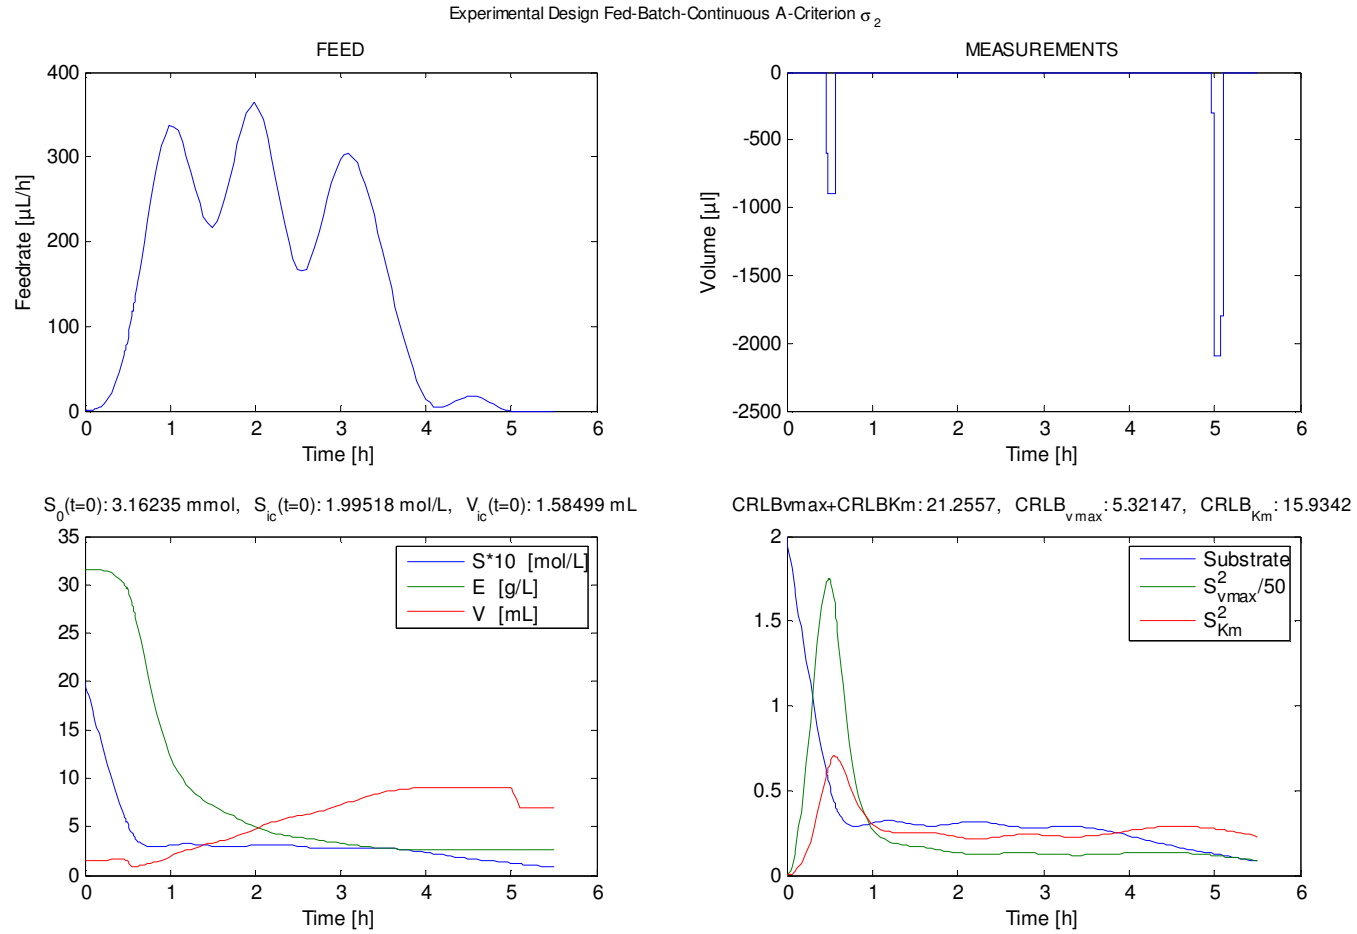 Experimental Design Fed-Batch-Continuous A-Criterion σ2
FEED
MEASUREMENTS
400
300
200
100
0
Feedrate [µL/h]
0 1 2 3 4 5 6
Time [h]
0
-500
-1000
-1500
-2000
-2500
Volume [µl]
0 1 2 3 4 5 6
Time [h]
S0(t=0): 3.16235 mmol, Sic(t=0): 1.99518 mol/L, Vic(t=0): 1.58499 mL
35
30
25
20
15
10
5
0
S*10 [mol/L]
E [g/L]
V [mL]
0 1 2 3 4 5 6
Time [h]
CRLBvmax+CRLBKm: 21.2557, CRLBvmax: 5.32147, CRLBKm: 15.9342
2
1.5
1
0.5
0
Substrate
S²vmax/50
S²Km
0 1 2 3 4 5 6
Time [h]